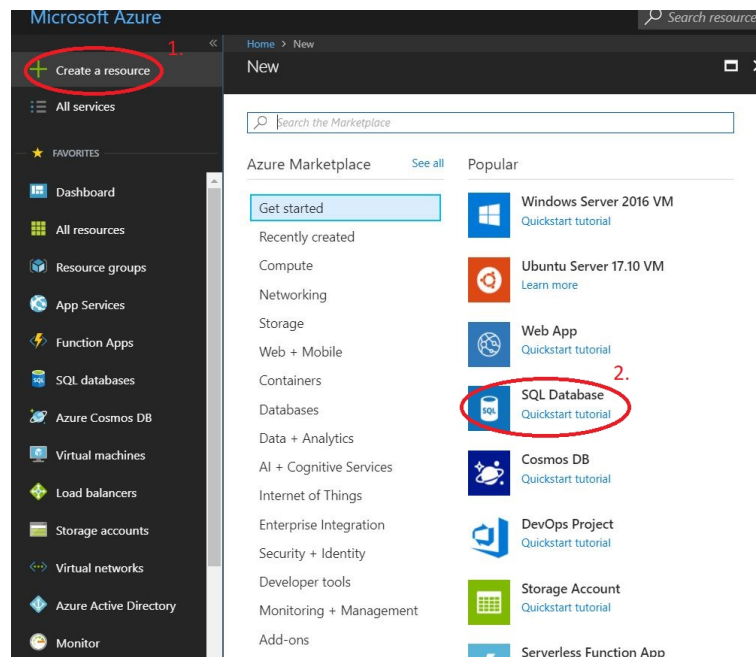 Microsoft Azure
Search resource
1.
Create a resource
All services
FAVORITES
Dashboard
All resources
Resource groups
App Services
Function Apps
SQL databases
Azure Cosmos DB
Virtual machines
Load balancers
Storage accounts
Virtual networks
Azure Active Directory
Monitor
Home > New
New
Search the Marketplace
Azure Marketplace
See all
Get started
Recently created
Compute
Networking
Storage
Web + Mobile
Containers
Databases
Data + Analytics
AI + Cognitive Services
Internet of Things
Enterprise Integration
Security + Identity
Developer tools
Monitoring + Management
Add-ons
Popular
Windows Server 2016 VM
Quickstart tutorial
Ubuntu Server 17.10 VM
Learn more
Web App
Quickstart tutorial
2.
SQL
SQL Database
Quickstart tutorial
Cosmos DB
Quickstart tutorial
DevOps Project
Quickstart tutorial
Storage Account
Quickstart tutorial
Serverless Function App